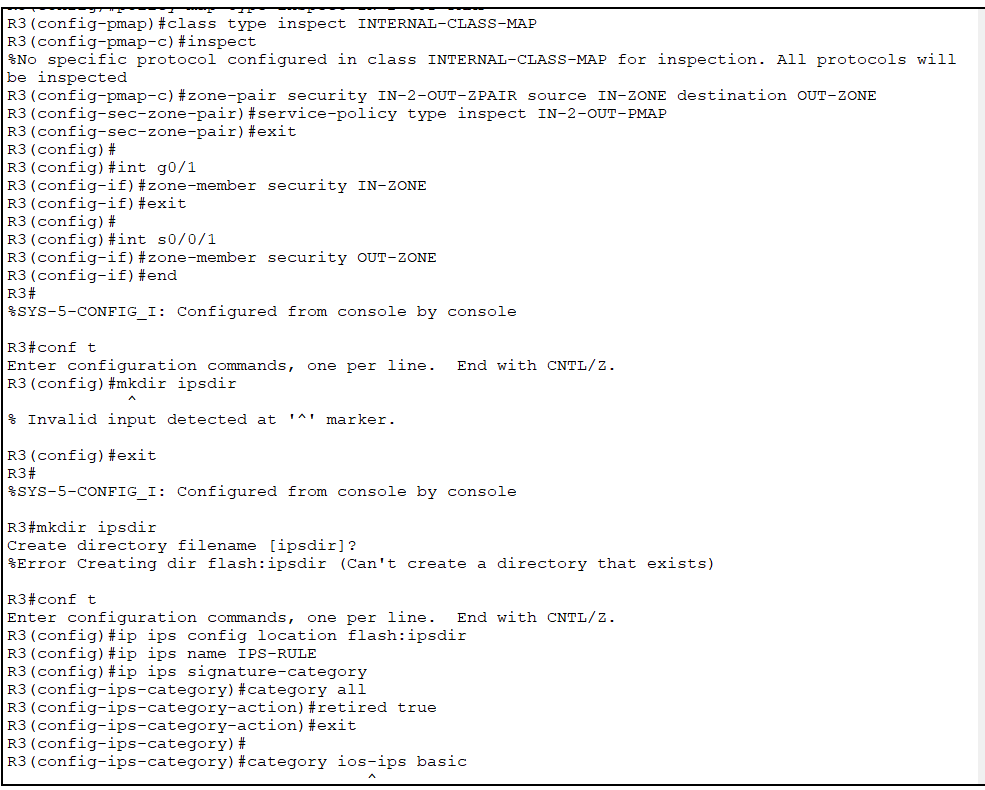 R3(config-pmap)#class type inspect INTERNAL-CLASS-MAP
R3(config-pmap-c)#inspect
%No specific protocol configured in class INTERNAL-CLASS-MAP for inspection. All protocols will
be inspected
R3(config-pmap-c)#zone-pair security IN-2-OUT-ZPAIR source IN-ZONE destination OUT-ZONE
R3(config-sec-zone-pair)#service-policy type inspect IN-2-OUT-PMAP
R3(config-sec-zone-pair)#exit
R3(config)#
R3(config)#int g0/1
R3(config-if)#zone-member security IN-ZONE
R3(config-if)#exit
R3(config)#
R3(config)#int s0/0/1
R3(config-if)#zone-member security OUT-ZONE
R3(config-if)#end
R3#
%SYS-5-CONFIG_I: Configured from console by console
R3#conf t
Enter configuration commands, one per line.  End with CNTL/Z.
R3(config)#mkdir ipsdir
^
% Invalid input detected at '^' marker.
R3(config)#exit
R3#
%SYS-5-CONFIG_I: Configured from console by console
R3#mkdir ipsdir
Create directory filename [ipsdir]?
%Error Creating dir flash:ipsdir (Can't create a directory that exists)
R3#conf t
Enter configuration commands, one per line.  End with CNTL/Z.
R3(config)#ip ips config location flash:ipsdir
R3(config)#ip ips name IPS-RULE
R3(config)#ip ips signature-category
R3(config-ips-category)#category all
R3(config-ips-category-action)#retired true
R3(config-ips-category-action)#exit
R3(config-ips-category)#
R3(config-ips-category)#category ios-ips basic
^